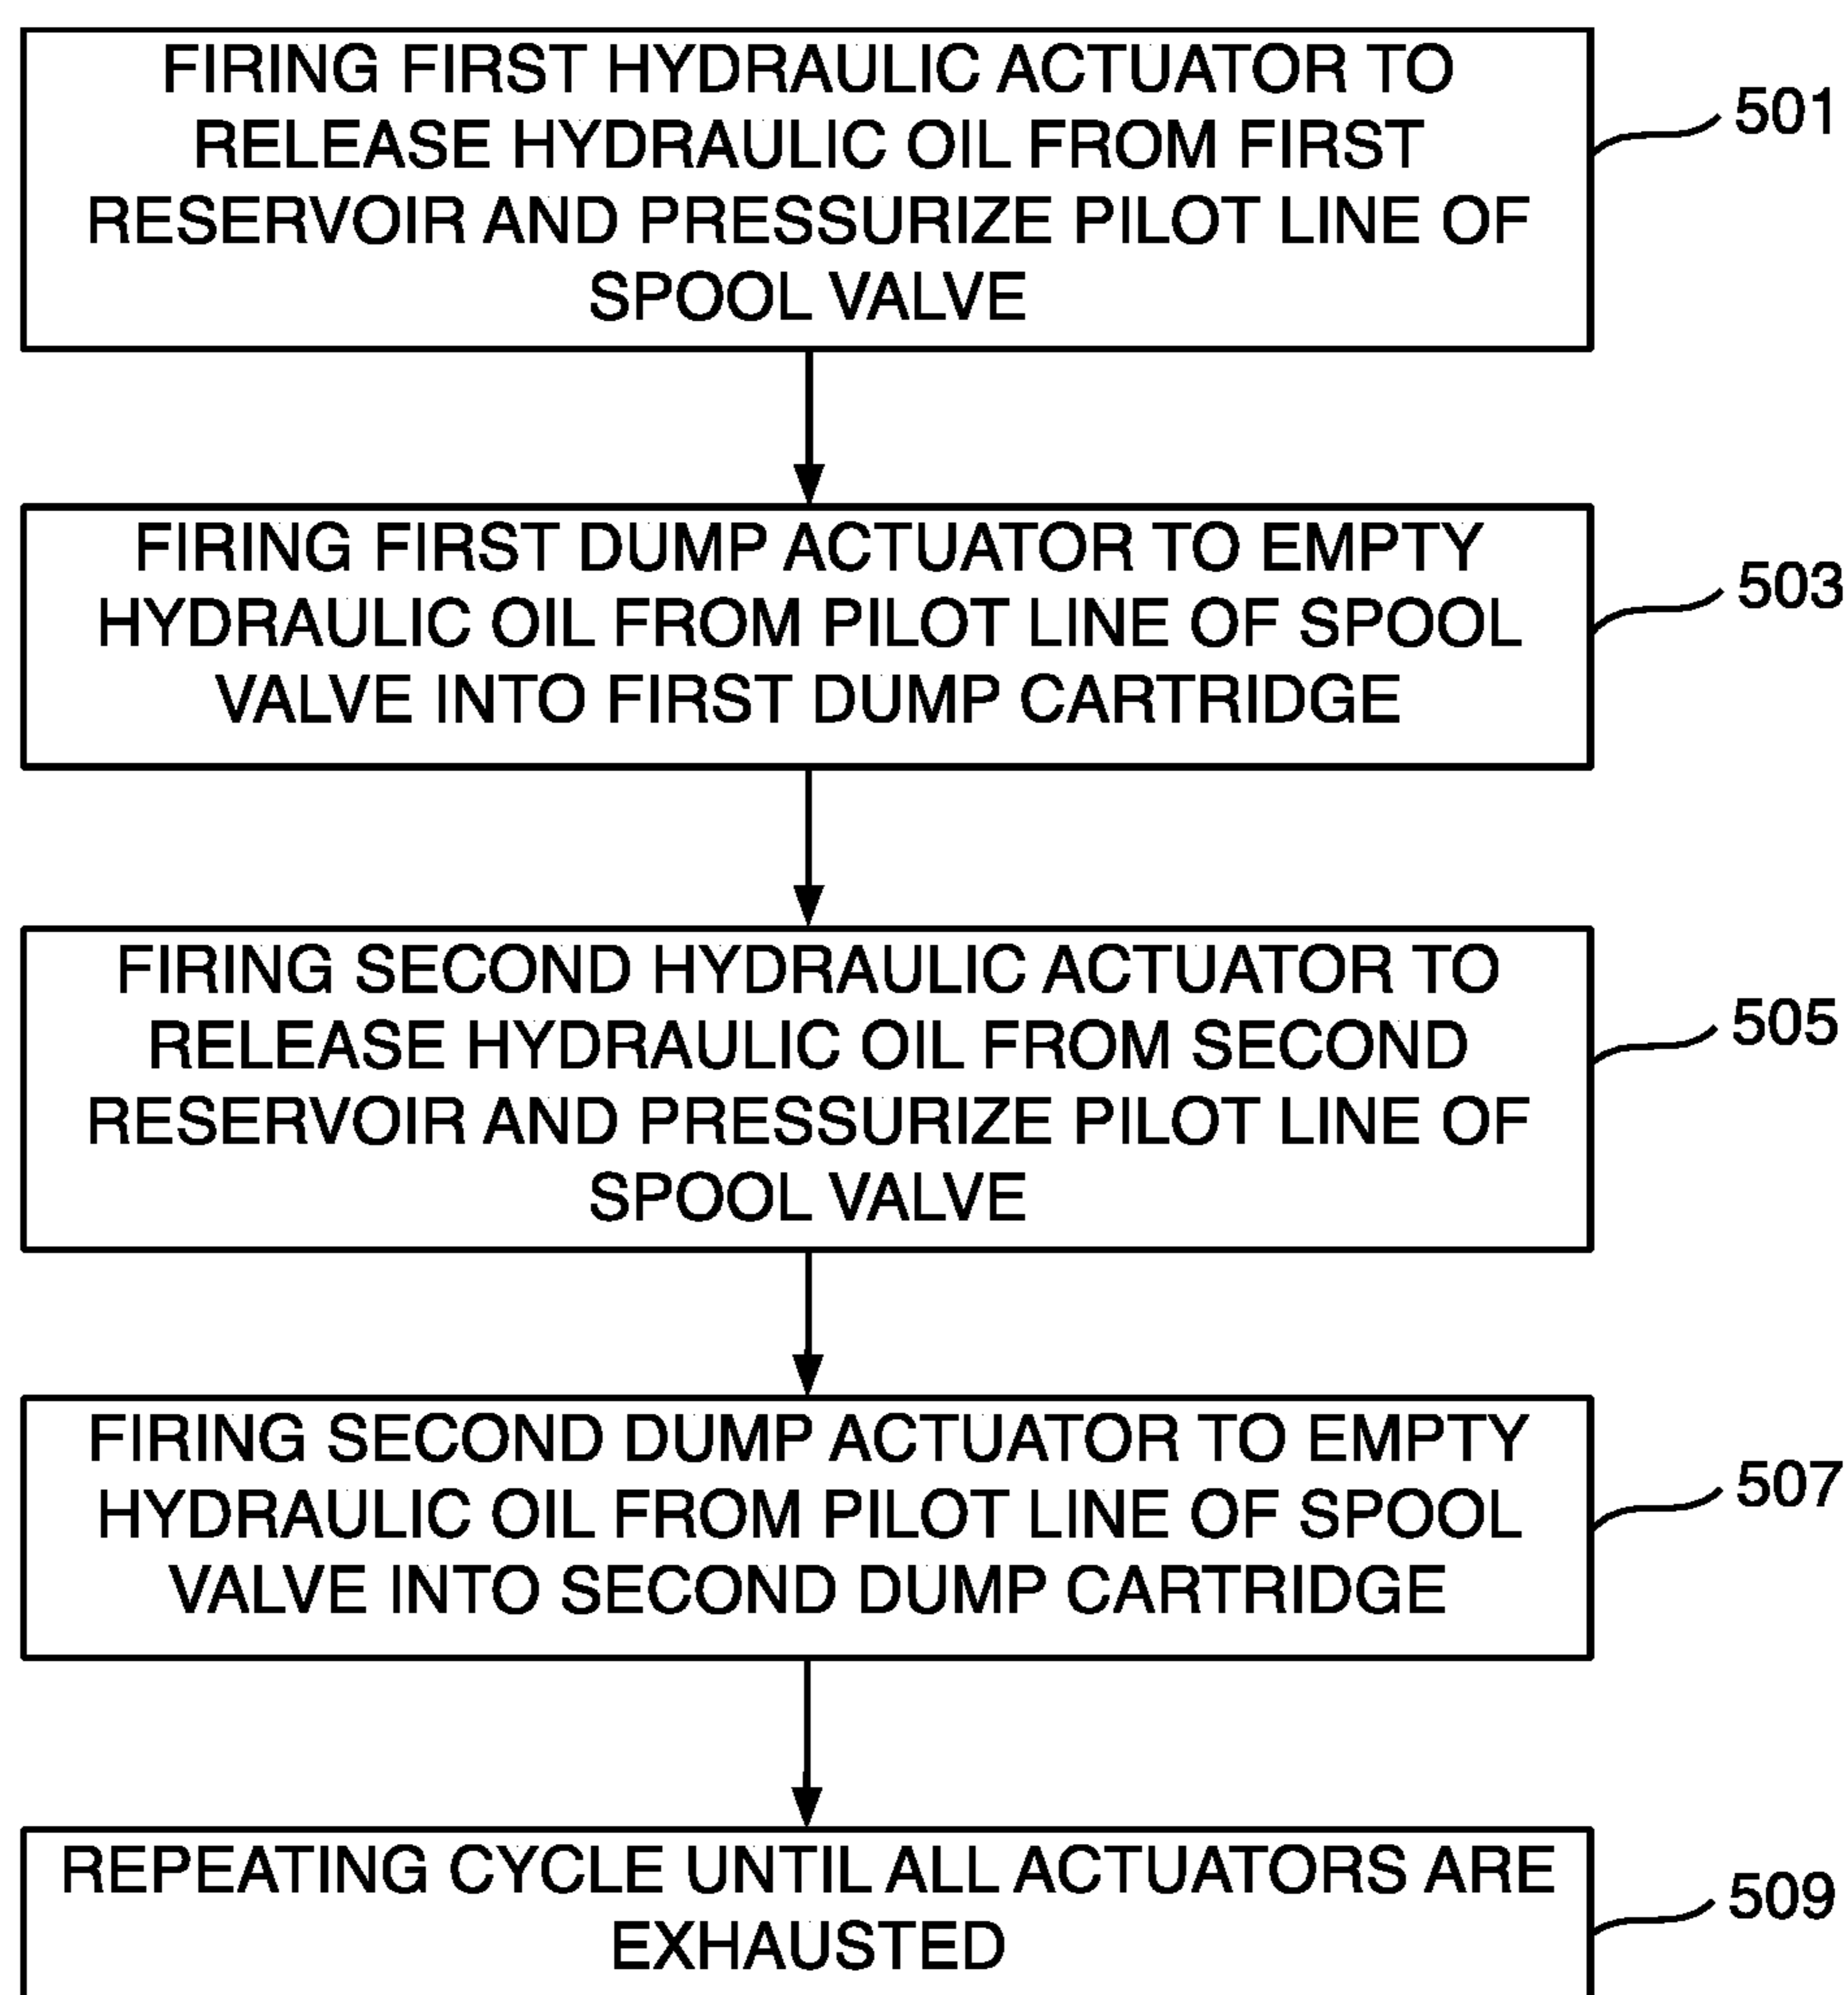 FIRING FIRST HYDRAULIC ACTUATOR TO
RELEASE HYDRAULIC OIL FROM FIRST
RESERVOIR AND PRESSURIZE PILOT LINE OF
SPOOL VALVE
501
FIRING FIRST DUMP ACTUATOR TO EMPTY
HYDRAULIC OIL FROM PILOT LINE OF SPOOL
VALVE INTO FIRST DUMP CARTRIDGE
503
FIRING SECOND HYDRAULIC ACTUATOR TO
RELEASE HYDRAULIC OIL FROM SECOND
RESERVOIR AND PRESSURIZE PILOT LINE OF
SPOOL VALVE
505
FIRING SECOND DUMP ACTUATOR TO EMPTY
HYDRAULIC OIL FROM PILOT LINE OF SPOOL
VALVE INTO SECOND DUMP CARTRIDGE
507
REPEATING CYCLE UNTIL ALL ACTUATORS ARE
EXHAUSTED
509